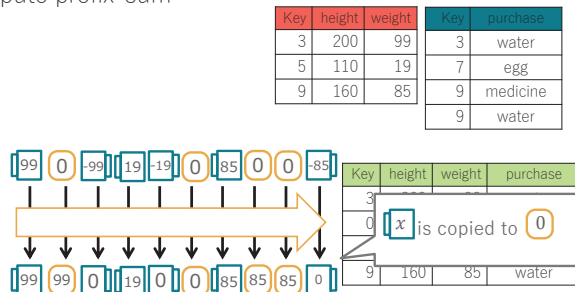 pute prefix-sum
Key height weight
3 200 99
5 110 19
9 160 85
Key purchase
3 water
7 egg
9 medicine
9 water
99 0 -99 19 -19 0 85 0 0 -85
Key height weight purchase
3
0
x is copied to 0
9 160 85 water
99 99 0 19 0 0 85 85 85 0